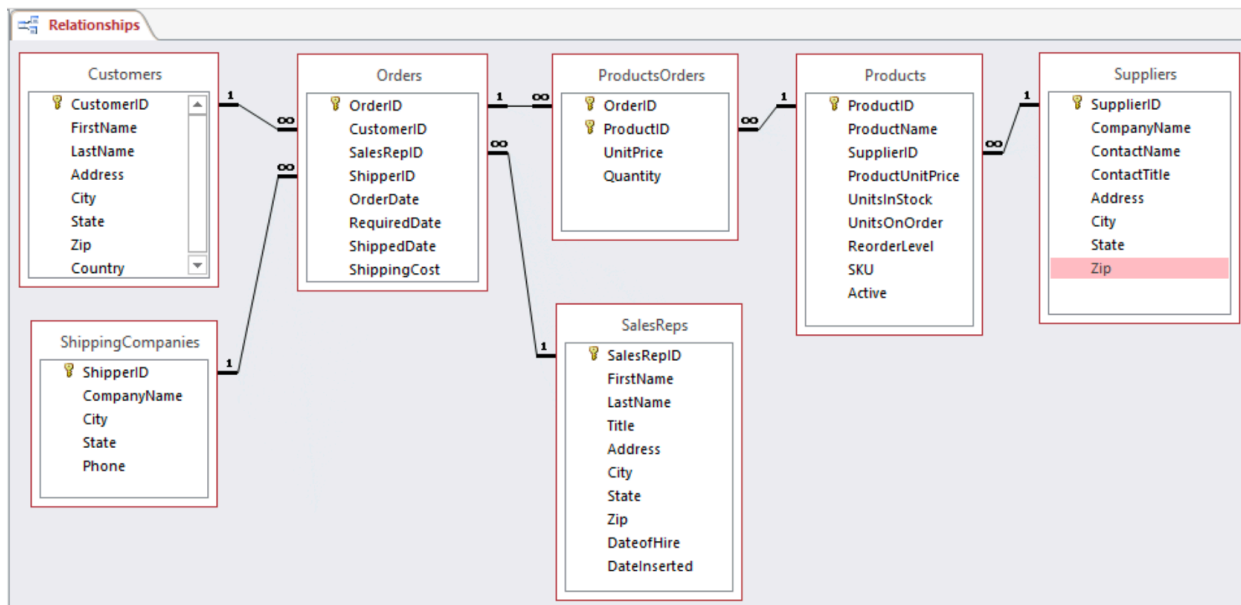 Relationships
Customers
CustomerID
FirstName
LastName
Address
City
State
Zip
Country
1
∞
∞
Orders
OrderID
CustomerID
SalesRepID
ShipperID
OrderDate
RequiredDate
ShippedDate
ShippingCost
1
∞
∞
ProductsOrders
OrderID
ProductID
UnitPrice
Quantity
∞
1
Products
ProductID
ProductName
SupplierID
ProductUnitPrice
UnitsInStock
UnitsOnOrder
ReorderLevel
SKU
Active
∞
1
Suppliers
SupplierID
CompanyName
ContactName
ContactTitle
Address
City
State
Zip
ShippingCompanies
ShipperID
CompanyName
City
State
Phone
1
1
SalesReps
SalesRepID
FirstName
LastName
Title
Address
City
State
Zip
DateofHire
DateInserted